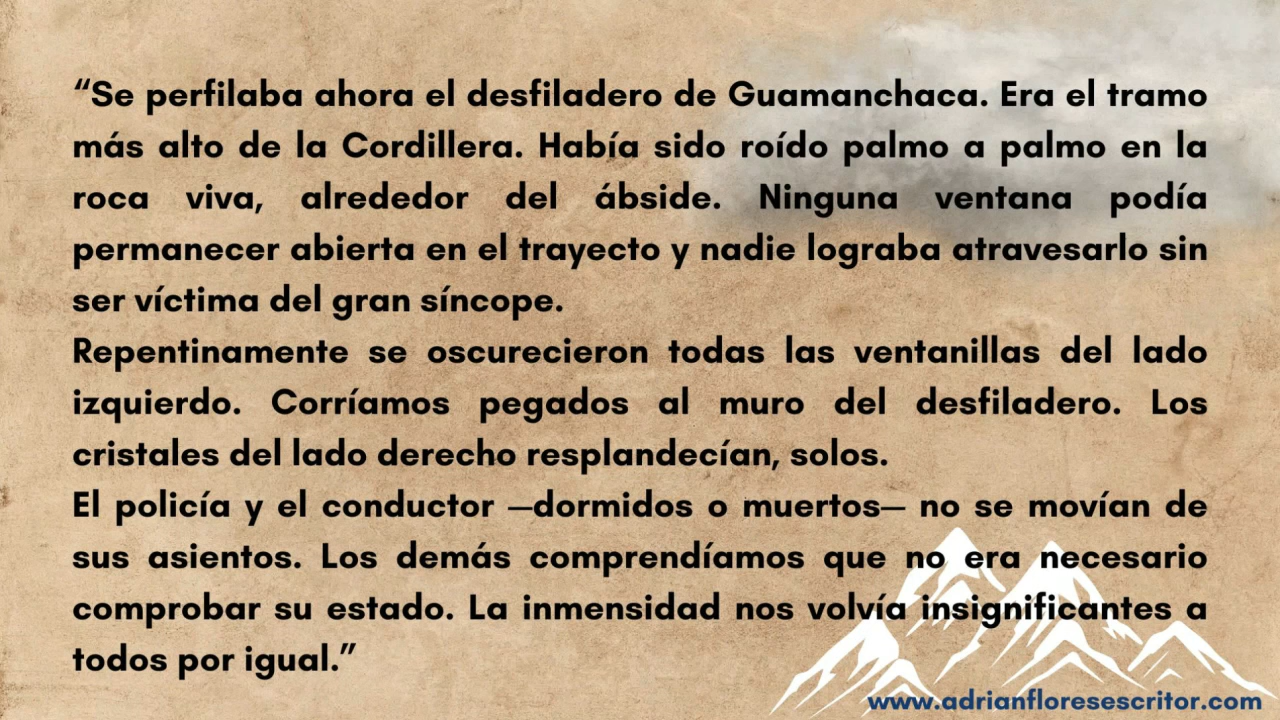 “Se perfilaba ahora el desfiladero de Guamanchaca. Era el tramo
más alto de la Cordillera. Había sido roído palmo a palmo en la
roca viva, alrededor del ábside. Ninguna ventana podía
permanecer abierta en el trayecto y nadie lograba atravesarlo sin
ser víctima del gran síncope.
Repentinamente se oscurecieron todas las ventanillas del lado
izquierdo. Corríamos pegados al muro del desfiladero. Los
cristales del lado derecho resplandecían, solos.
El policía y el conductor —dormidos o muertos— no se movían de
sus asientos. Los demás comprendíamos que no era necesario
comprobar su estado. La inmensidad nos volvía insignificantes a
todos por igual.”
www.adrianfloresescritor.com